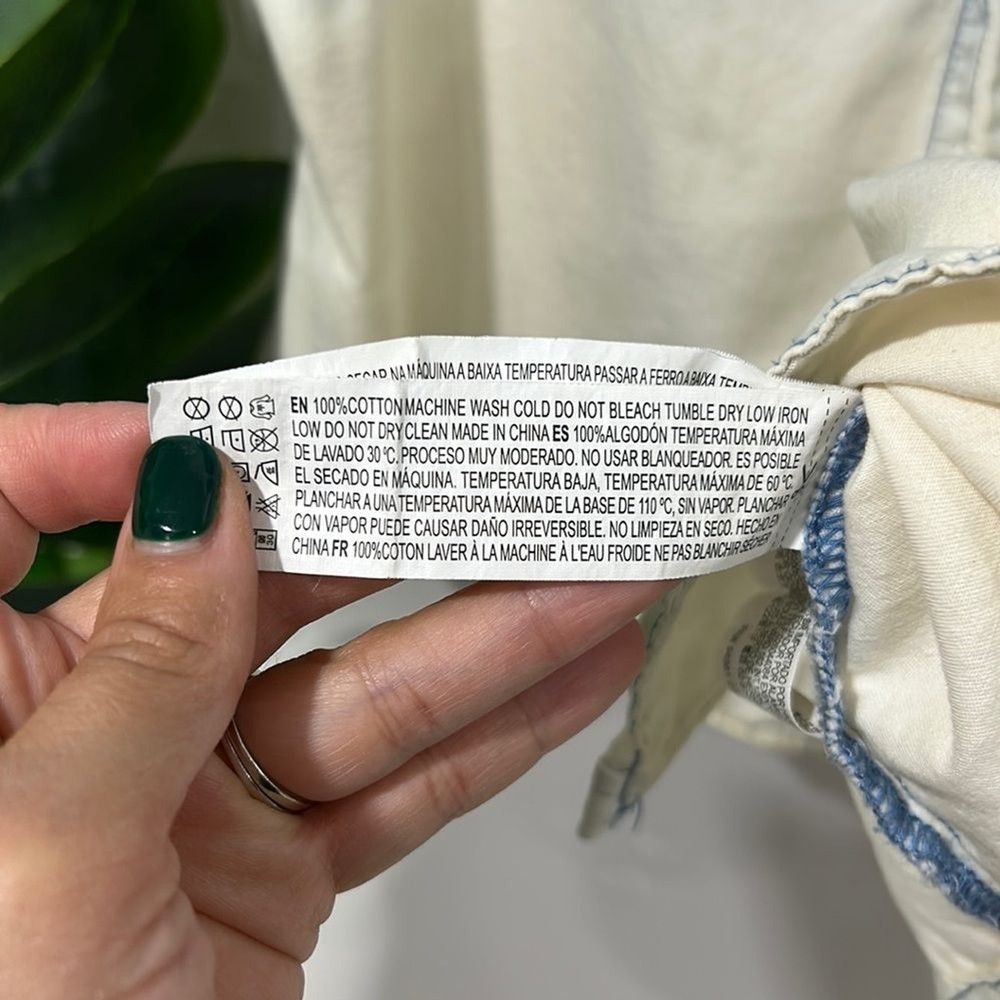 NA MÁQUINA A BAIXA TEMPERATURA PASSAR A FERRO A BAIXA
EN 100%COTTON MACHINE WASH COLD DO NOT BLEACH TUMBLE DRY LOW IRON
LOW DO NOT DRY CLEAN MADE IN CHINA ES 100%ALGODÓN TEMPERATURA MÁXIMA
DE LAVADO 30 ºC. PROCESO MUY MODERADO. NO USAR BLANQUEADOR. ES POSIBLE
EL SECADO EN MÁQUINA. TEMPERATURA BAJA, TEMPERATURA MÁXIMA DE 60 ºC.
PLANCHAR A UNA TEMPERATURA MÁXIMA DE LA BASE DE 110 ºC, SIN VAPOR. PLANCHAR
CON VAPOR PUEDE CAUSAR DAÑO IRREVERSIBLE. NO LIMPIEZA EN SECO. HECHO EN
CHINA FR 100%COTON LAVER À LA MACHINE À L'EAU FROIDE NE PAS BLANCHIR SÉCHER